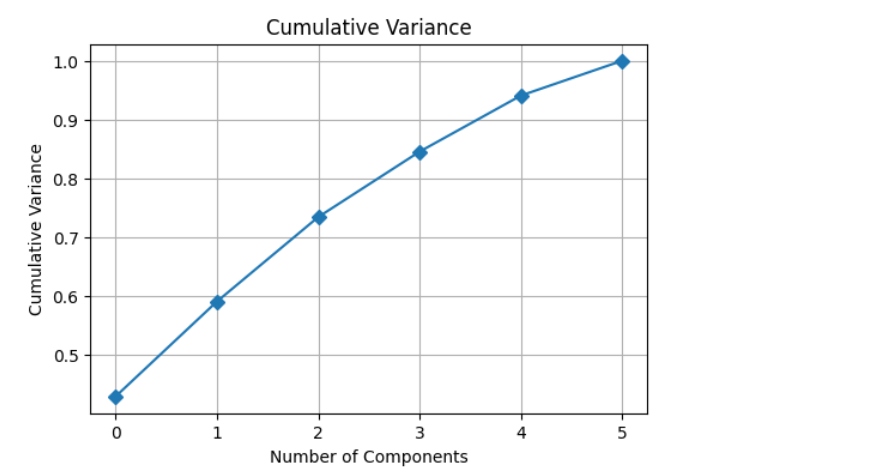 Cumulative Variance
1.0
0.9
0.8
0.7
0.6
0.5
Cumulative Variance
0 1 2 3 4 5
Number of Components